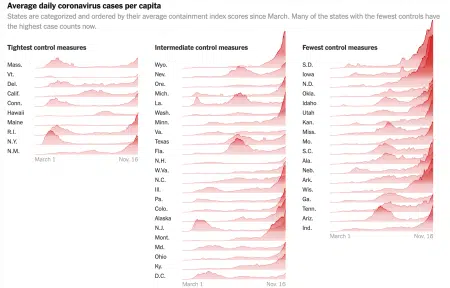 Average daily coronavirus cases per capita
States are categorized and ordered by their average containment index scores since March. Many of the states with the fewest controls have
the highest case counts now.
Tightest control measures
Mass.
Vt.
Del.
Calif.
Conn.
Hawaii
Maine
R.I.
N.Y.
N.M.
March 1
Nov. 16
Intermediate control measures
Wyo.
Nev.
Ore.
Mich.
La.
Wash.
Minn.
Va.
Texas
Fla.
N.H.
W.Va.
N.C.
Ill.
Pa.
Colo.
Alaska
N.J.
Mont.
Md.
Ohio
Ky.
D.C.
March 1
Nov. 16
Fewest control measures
S.D.
Iowa
N.D.
Okla.
Idaho
Utah
Kan.
Miss.
Mo.
S.C.
Ala.
Neb.
Ark.
Wis.
Ga.
Tenn.
Ariz.
Ind.
March 1
Nov. 16